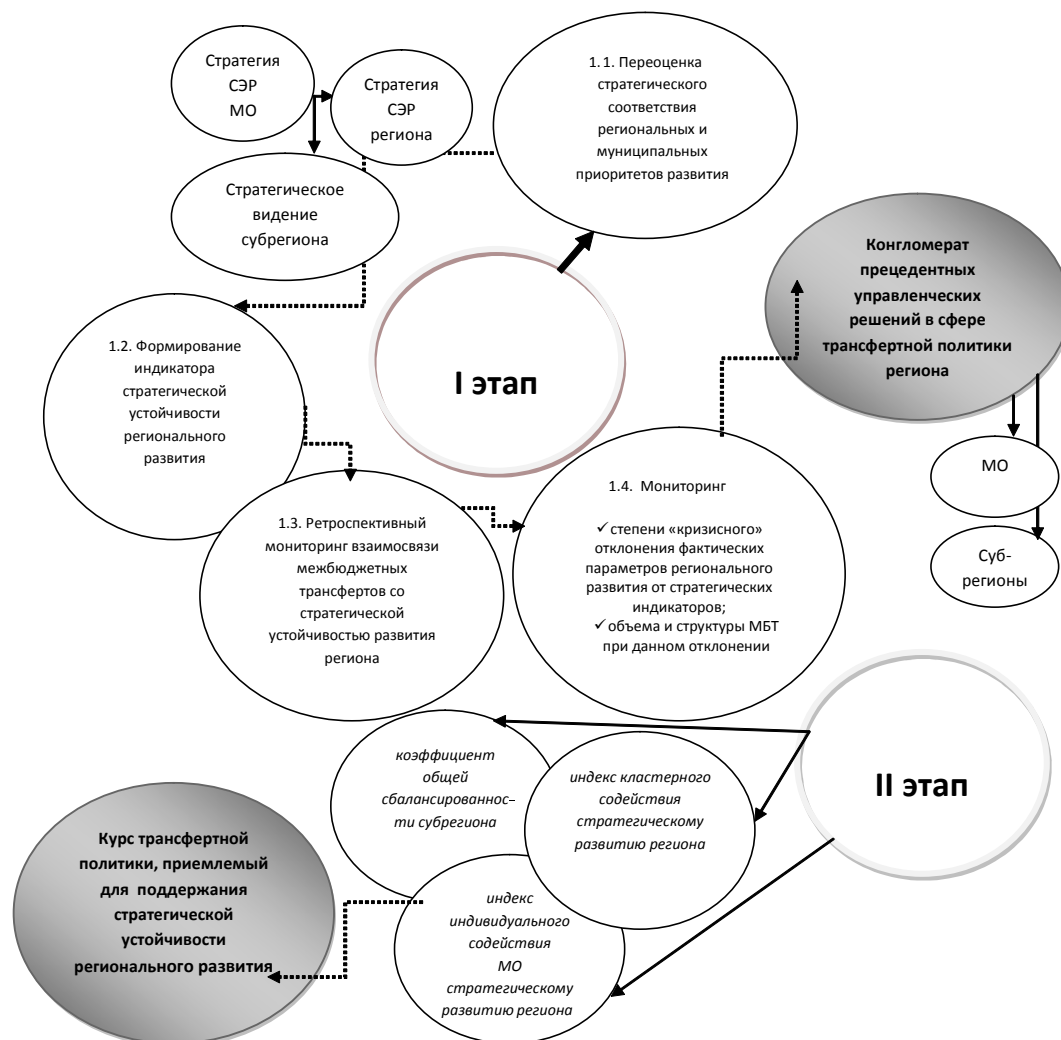 Стратегия
СЭР
МО
Стратегия
СЭР
региона
Стратегическое
видение
субрегиона
1.1. Переоценка
стратегического
соответствия
региональных и
муниципальных
приоритетов развития
I этап
1.2. Формирование
индикатора
стратегической
устойчивости
регионального
развития
1.3. Ретроспективный
мониторинг взаимосвязи
межбюджетных
трансфертов со
стратегической
устойчивостью развития
региона
1.4. Мониторинг
✓ степени «кризисного»
отклонения фактических
параметров регионального
развития от стратегических
индикаторов;
✓ объема и структуры МБТ
при данном отклонении
Конгломерат
прецедентных
управленческих
решений в сфере
трансфертной политики
региона
МО
Суб-
регионы
II этап
коэффициент
общей
сбалансированнос-
ти субрегиона
индекс кластерного
содействия
стратегическому
развитию региона
индекс
индивидуального
содействия
МО
стратегическому
развитию региона
Курс трансфертной
политики, приемлемый
для поддержания
стратегической
устойчивости
регионального развития